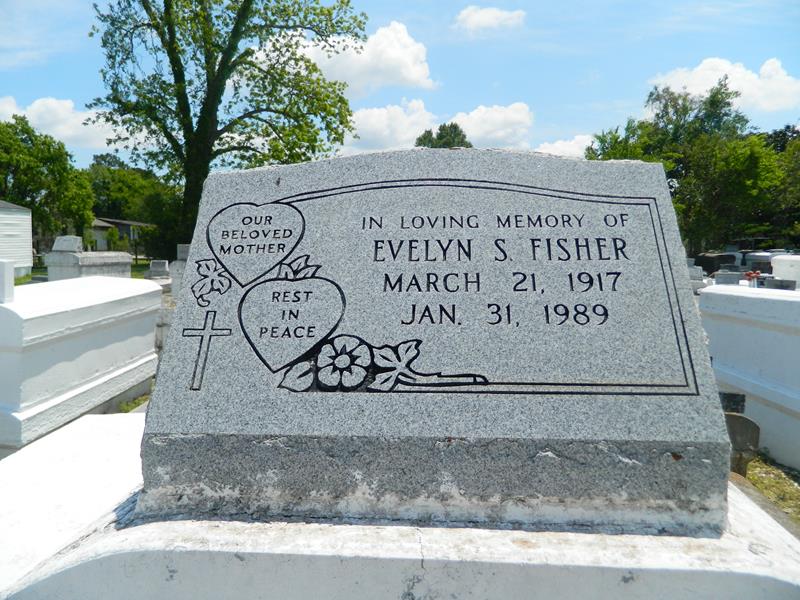 OUR
BELOVED
MOTHER
REST
IN
PEACE
IN LOVING MEMORY OF
EVELYN S. FISHER
MARCH 21, 1917
JAN. 31, 1989